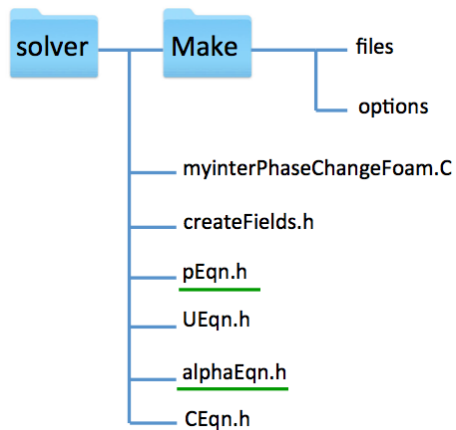 solver
Make
files
options
myinterPhaseChangeFoam.C
createFields.h
pEqn.h
UEqn.h
alphaEqn.h
CEqn.h